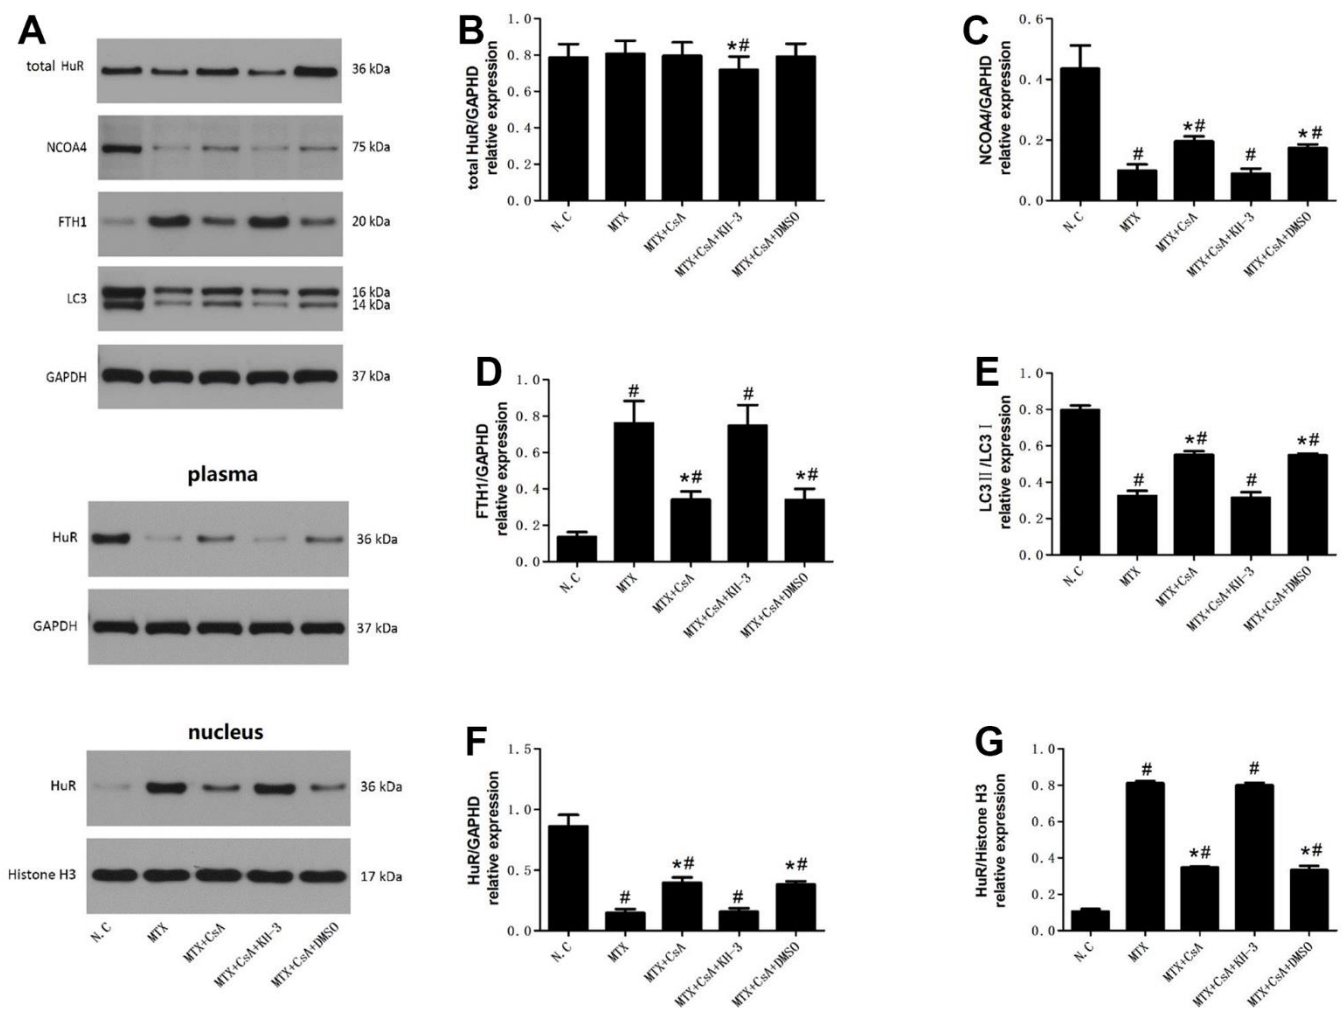 A
total HuR
36 kDa
NCOA4
75 kDa
FTH1
20 kDa
LC3
16 kDa
14 kDa
GAPDH
37 kDa
plasma
HuR
36 kDa
GAPDH
37 kDa
nucleus
HuR
36 kDa
Histone H3
17 kDa
N.C
MTX
MTX+CsA
MTX+CsA+KH-3
MTX+CsA+DMSO
B
total HuR/GAPHD
relative expression
1.0
0.8
0.6
0.4
0.2
0.0
*#
N.C
MTX
MTX+CsA
MTX+CsA+KH-3
MTX+CsA+DMSO
C
NCOA4/GAPHD
relative expression
0.6
0.4
0.2
0.0
#
*#
#
*#
N.C
MTX
MTX+CsA
MTX+CsA+KH-3
MTX+CsA+DMSO
D
FTH1/GAPHD
relative expression
1.0
0.8
0.6
0.4
0.2
0.0
#
*#
#
*#
N.C
MTX
MTX+CsA
MTX+CsA+KH-3
MTX+CsA+DMSO
E
LC3Ⅱ/LC3Ⅰ
relative expression
1.0
0.8
0.6
0.4
0.2
0.0
#
*#
#
*#
N.C
MTX
MTX+CsA
MTX+CsA+KH-3
MTX+CsA+DMSO
F
HuR/GAPHD
relative expression
1.5
1.0
0.5
0.0
#
*#
#
*#
N.C
MTX
MTX+CsA
MTX+CsA+KH-3
MTX+CsA+DMSO
G
HuR/Histone H3
relative expression
1.0
0.8
0.6
0.4
0.2
0.0
#
*#
#
*#
N.C
MTX
MTX+CsA
MTX+CsA+KH-3
MTX+CsA+DMSO